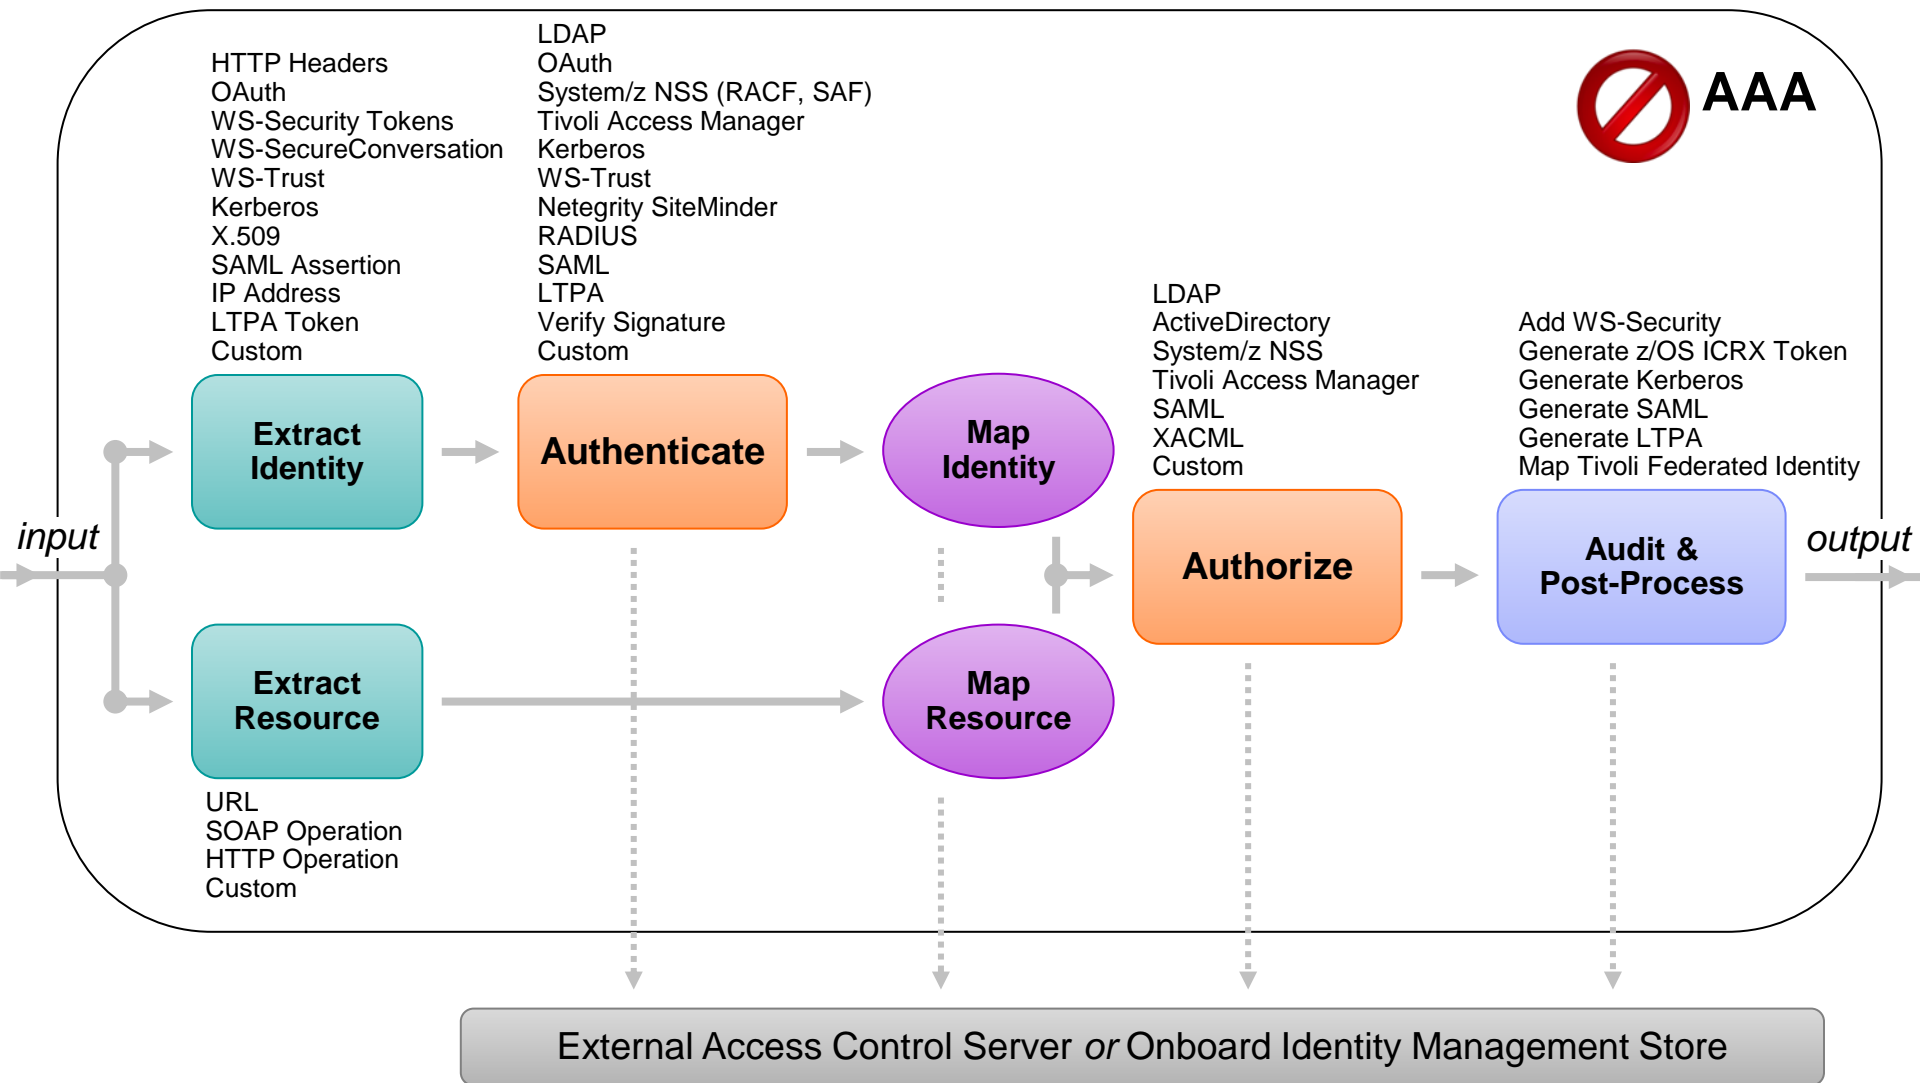 AAA
HTTP Headers
OAuth
WS-Security Tokens
WS-SecureConversation
WS-Trust
Kerberos
X.509
SAML Assertion
IP Address
LTPA Token
Custom
LDAP
OAuth
System/z NSS (RACF, SAF)
Tivoli Access Manager
Kerberos
WS-Trust
Netegrity SiteMinder
RADIUS
SAML
LTPA
Verify Signature
Custom
LDAP
ActiveDirectory
System/z NSS
Tivoli Access Manager
SAML
XACML
Custom
Add WS-Security
Generate z/OS ICRX Token
Generate Kerberos
Generate SAML
Generate LTPA
Map Tivoli Federated Identity
input
Extract
Identity
Authenticate
Map
Identity
Authorize
Audit &
Post-Process
output
Extract
Resource
Map
Resource
URL
SOAP Operation
HTTP Operation
Custom
External Access Control Server or Onboard Identity Management Store